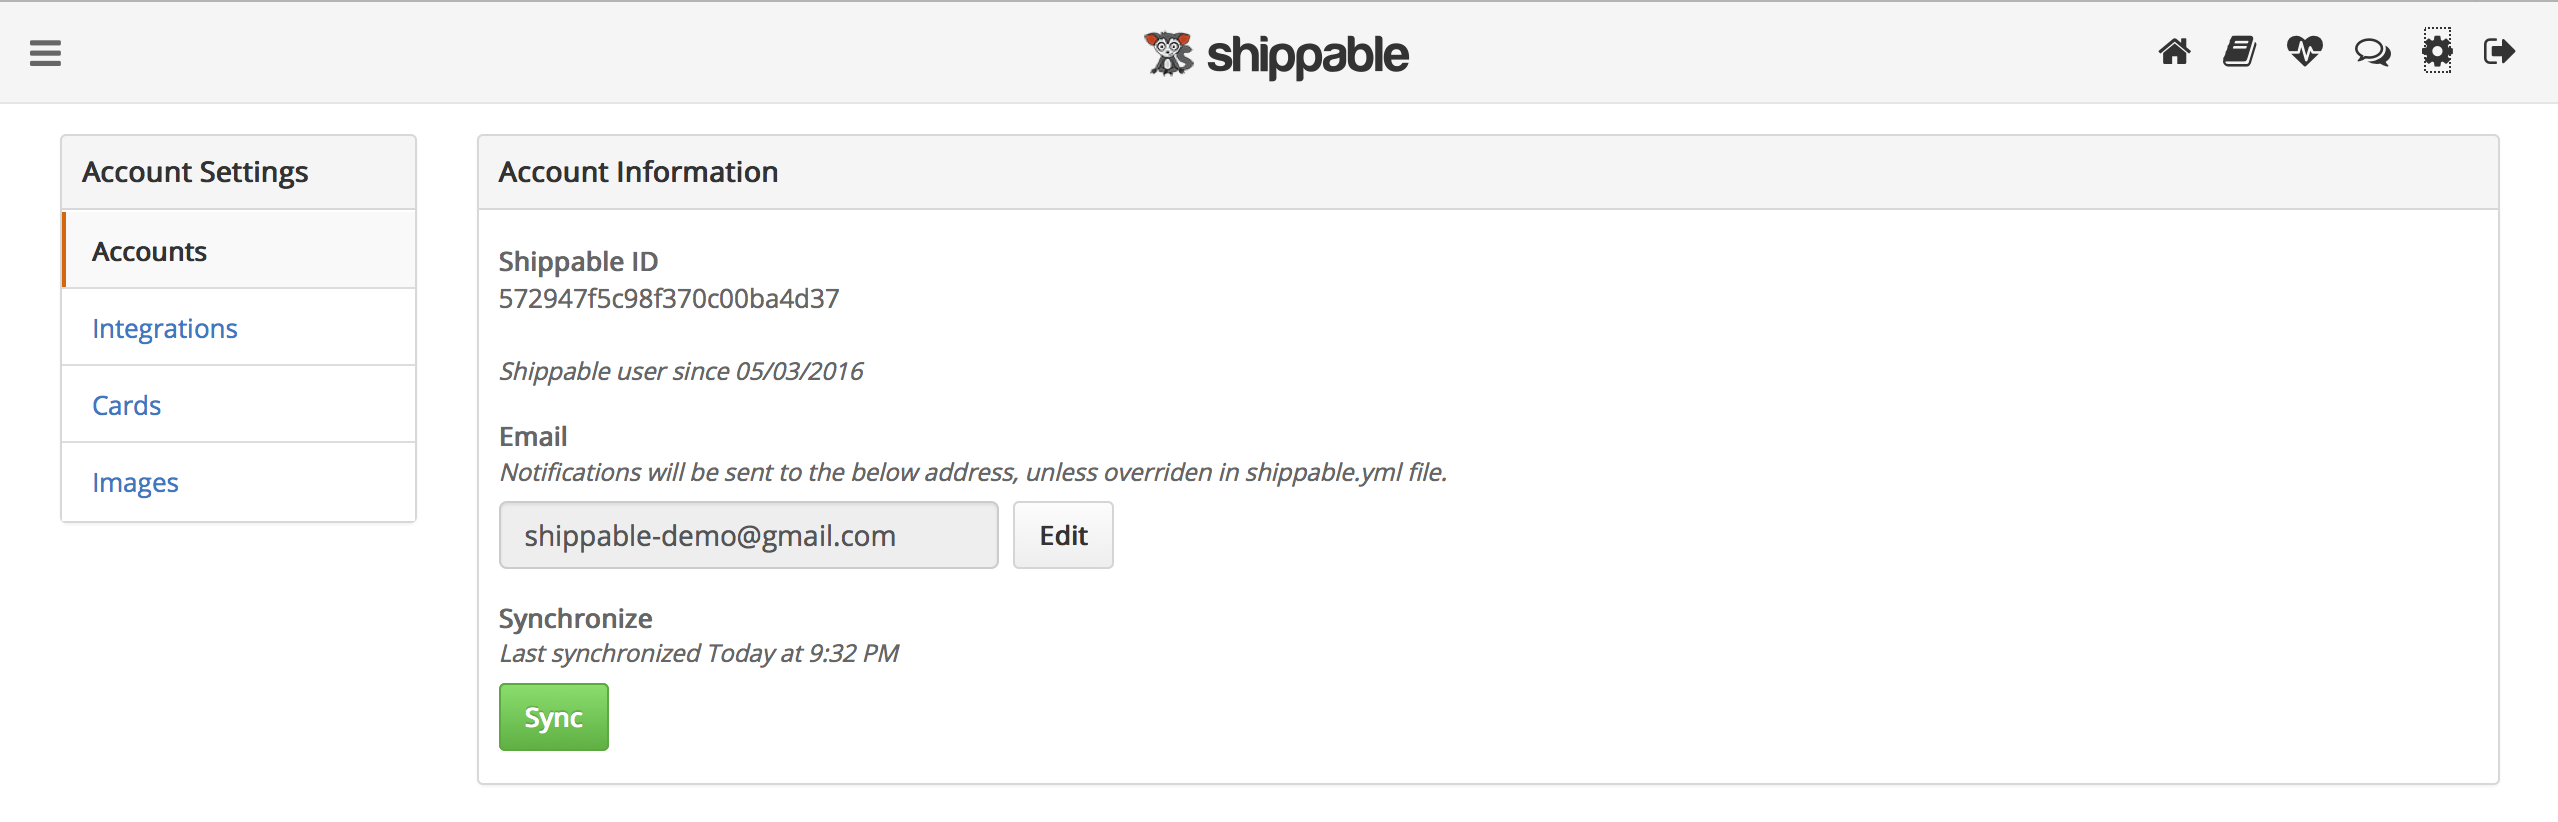 shippable
Account Settings
Accounts
Integrations
Cards
Images
Account Information
Shippable ID
572947f5c98f370c00ba4d37
Shippable user since 05/03/2016
Email
Notifications will be sent to the below address, unless overriden in shippable.yml file.
shippable-demo@gmail.com
Edit
Synchronize
Last synchronized Today at 9:32 PM
Sync